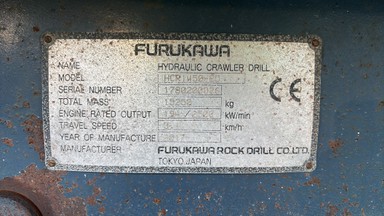 FURUKAWA
NAME HYDRAULIC CRAWLER DRILL
MODEL
SERIAL NUMBER
TOTAL MASS kg
ENGINE RATED OUTPUT kW/min
TRAVEL SPEED km/h
YEAR OF MANUFACTURE
MANUFACTURER FURUKAWA ROCK DRILL CO.,LTD.
TOKYO,JAPAN
CE